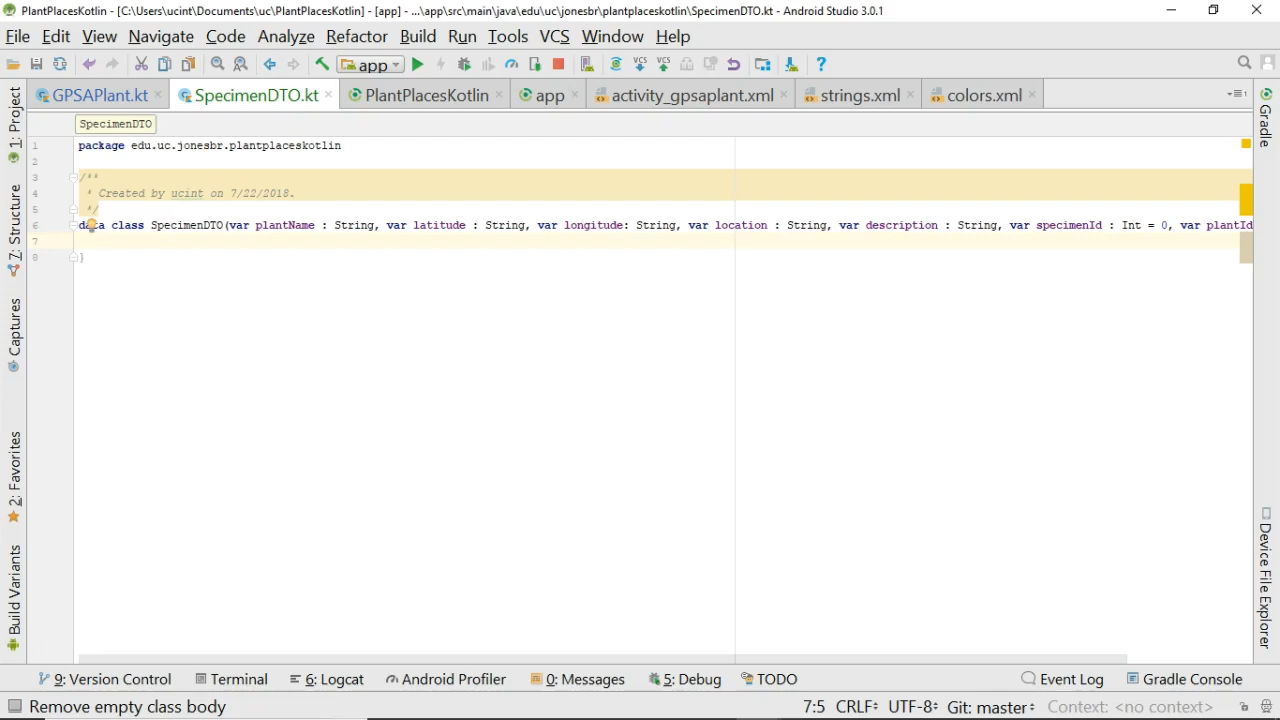 PlantPlacesKotlin - [C:\Users\ucint\Documents\uc\PlantPlacesKotlin] - [app] - ...\app\src\main\java\edu\uc\jonesbr\plantplaceskotlin\SpecimenDTO.kt - Android Studio 3.0.1
File Edit View Navigate Code Analyze Refactor Build Run Tools VCS Window Help
app
VCS VCS
GPSAPlant.kt SpecimenDTO.kt PlantPlacesKotlin app activity_gpsaplant.xml strings.xml colors.xml
SpecimenDTO
1 package edu.uc.jonesbr.plantplaceskotlin
2
3 /**
4 * Created by ucint on 7/22/2018.
5 */
6 data class SpecimenDTO(var plantName : String, var latitude : String, var longitude: String, var location : String, var description : String, var specimenId : Int = 0, var plantId
7
8 }
1: Project
7: Structure
Captures
2: Favorites
Build Variants
Gradle
Device File Explorer
9: Version Control Terminal 6: Logcat Android Profiler 0: Messages 5: Debug TODO Event Log Gradle Console
Remove empty class body 7:5 CRLF UTF-8 Git: master Context: <no context>